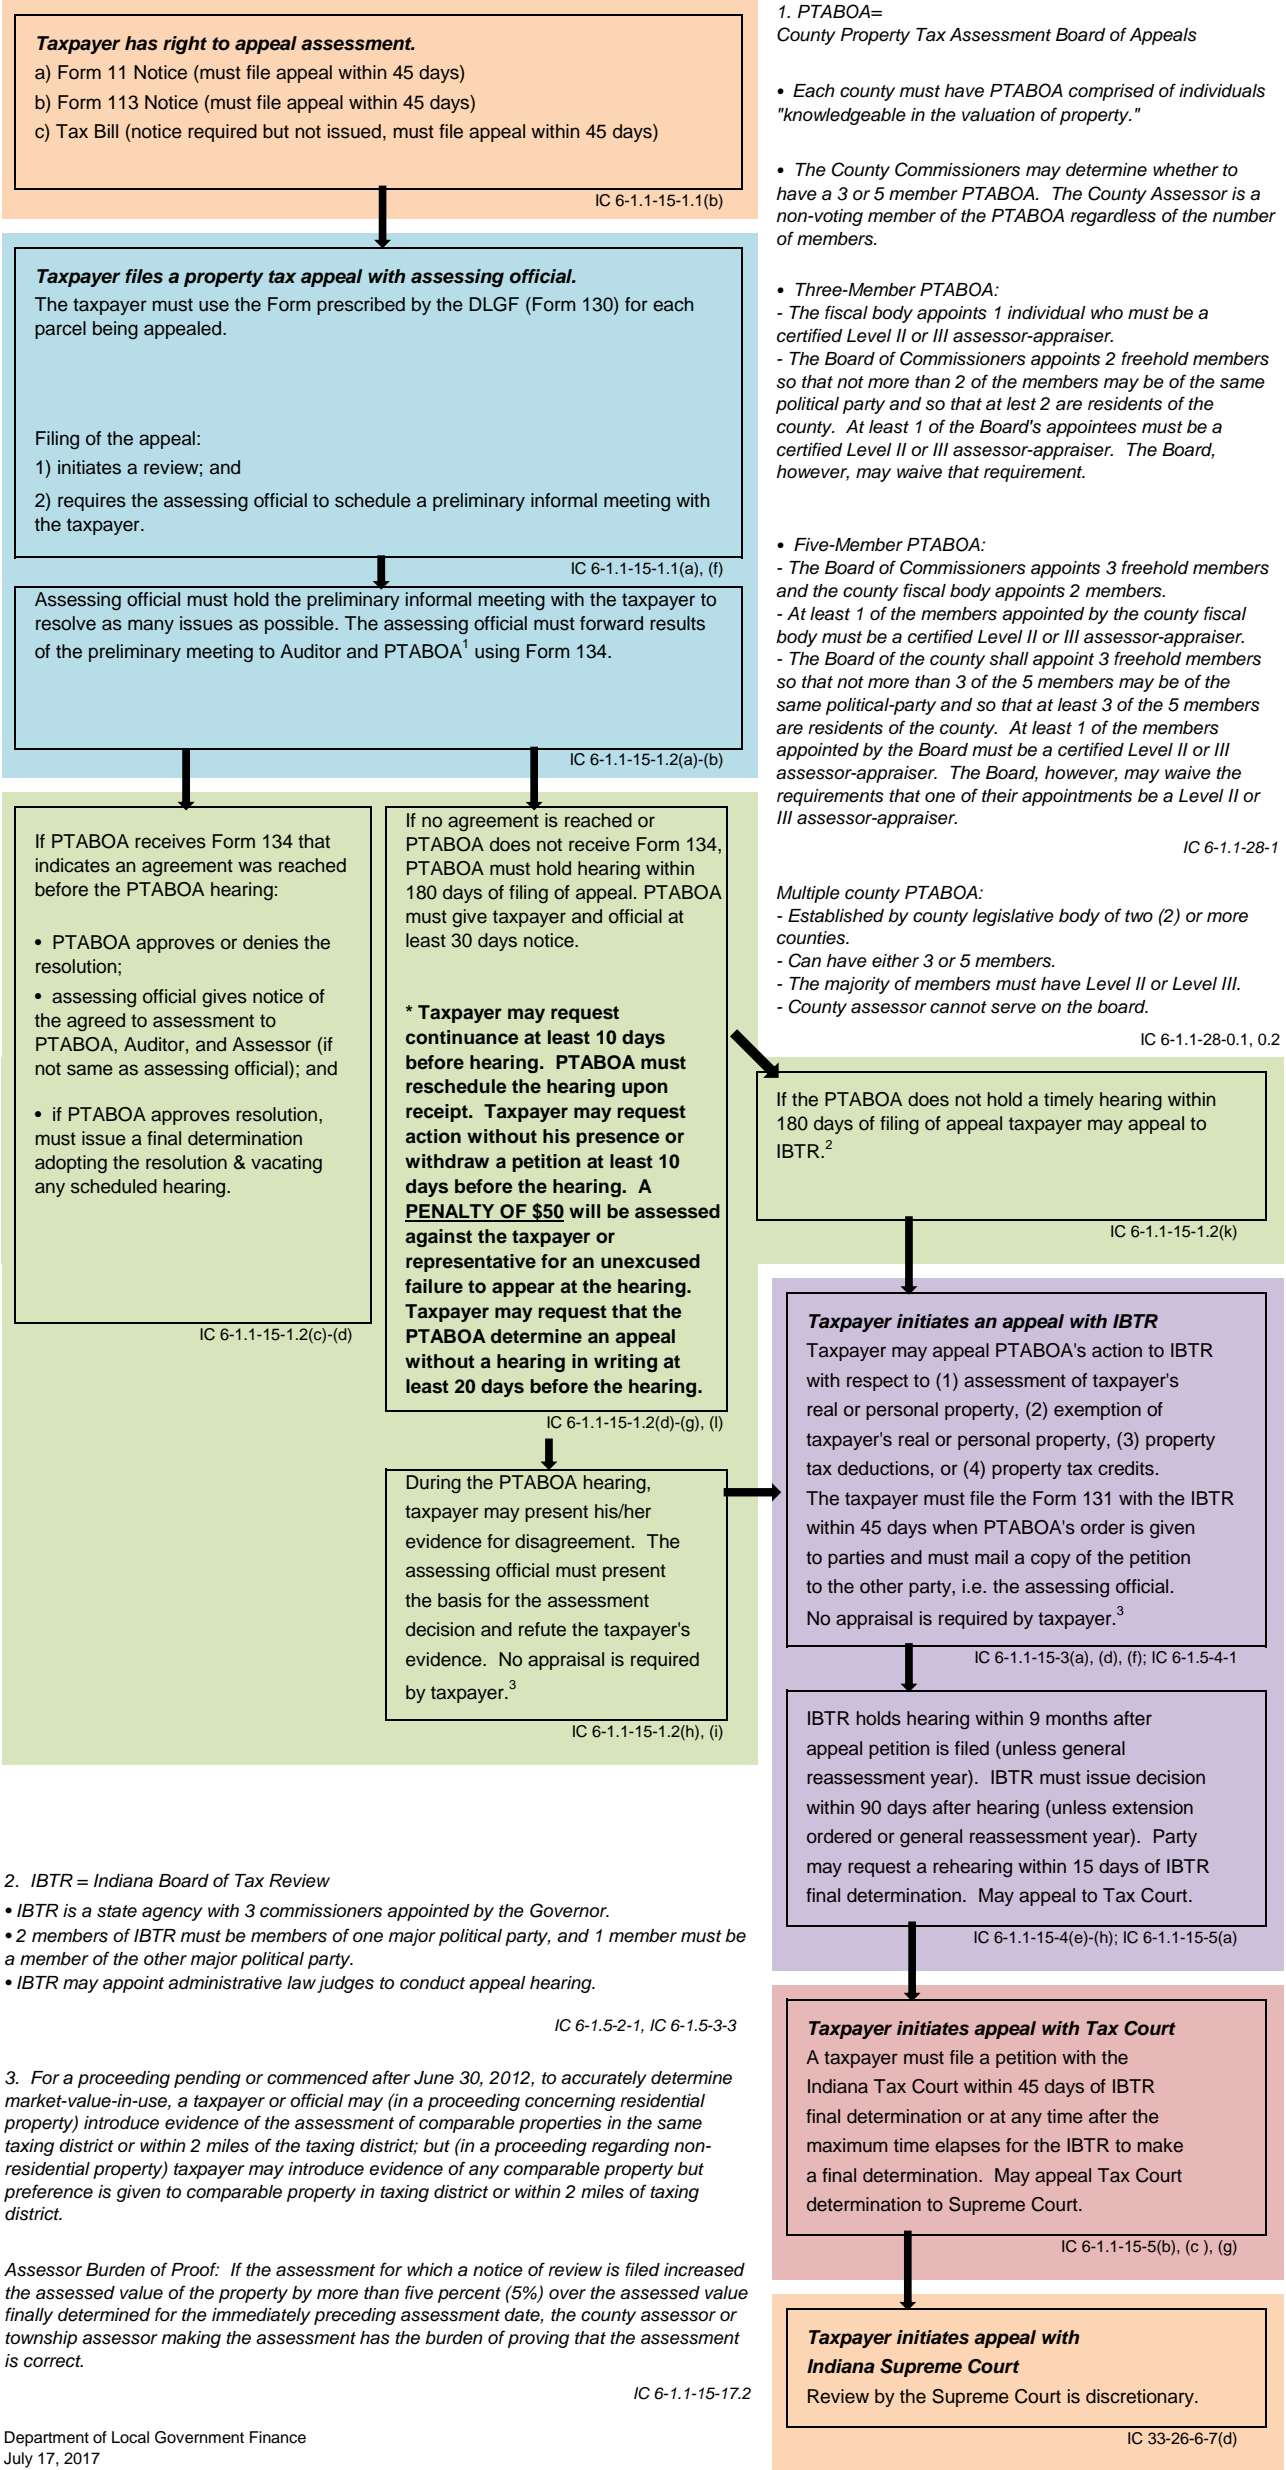 Taxpayer has right to appeal assessment.
a) Form 11 Notice (must file appeal within 45 days)
b) Form 113 Notice (must file appeal within 45 days)
c) Tax Bill (notice required but not issued, must file appeal within 45 days)
IC 6-1.1-15-1.1(b)
Taxpayer files a property tax appeal with assessing official.
The taxpayer must use the Form prescribed by the DLGF (Form 130) for each
parcel being appealed.
Filing of the appeal:
1) initiates a review; and
2) requires the assessing official to schedule a preliminary informal meeting with
the taxpayer.
IC 6-1.1-15-1.1(a), (f)
Assessing official must hold the preliminary informal meeting with the taxpayer to
resolve as many issues as possible. The assessing official must forward results
of the preliminary meeting to Auditor and PTABOA1 using Form 134.
IC 6-1.1-15-1.2(a)-(b)
If PTABOA receives Form 134 that
indicates an agreement was reached
before the PTABOA hearing:
• PTABOA approves or denies the
resolution;
• assessing official gives notice of
the agreed to assessment to
PTABOA, Auditor, and Assessor (if
not same as assessing official); and
• if PTABOA approves resolution,
must issue a final determination
adopting the resolution & vacating
any scheduled hearing.
IC 6-1.1-15-1.2(c)-(d)
If no agreement is reached or
PTABOA does not receive Form 134,
PTABOA must hold hearing within
180 days of filing of appeal. PTABOA
must give taxpayer and official at
least 30 days notice.
* Taxpayer may request
continuance at least 10 days
before hearing. PTABOA must
reschedule the hearing upon
receipt. Taxpayer may request
action without his presence or
withdraw a petition at least 10
days before the hearing. A
PENALTY OF $50 will be assessed
against the taxpayer or
representative for an unexcused
failure to appear at the hearing.
Taxpayer may request that the
PTABOA determine an appeal
without a hearing in writing at
least 20 days before the hearing.
IC 6-1.1-15-1.2(d)-(g), (l)
During the PTABOA hearing,
taxpayer may present his/her
evidence for disagreement. The
assessing official must present
the basis for the assessment
decision and refute the taxpayer's
evidence. No appraisal is required
by taxpayer.3
IC 6-1.1-15-1.2(h), (i)
1. PTABOA=
County Property Tax Assessment Board of Appeals
• Each county must have PTABOA comprised of individuals
"knowledgeable in the valuation of property."
• The County Commissioners may determine whether to
have a 3 or 5 member PTABOA. The County Assessor is a
non-voting member of the PTABOA regardless of the number
of members.
• Three-Member PTABOA:
- The fiscal body appoints 1 individual who must be a
certified Level II or III assessor-appraiser.
- The Board of Commissioners appoints 2 freehold members
so that not more than 2 of the members may be of the same
political party and so that at lest 2 are residents of the
county. At least 1 of the Board's appointees must be a
certified Level II or III assessor-appraiser. The Board,
however, may waive that requirement.
• Five-Member PTABOA:
- The Board of Commissioners appoints 3 freehold members
and the county fiscal body appoints 2 members.
- At least 1 of the members appointed by the county fiscal
body must be a certified Level II or III assessor-appraiser.
- The Board of the county shall appoint 3 freehold members
so that not more than 3 of the 5 members may be of the
same political-party and so that at least 3 of the 5 members
are residents of the county. At least 1 of the members
appointed by the Board must be a certified Level II or III
assessor-appraiser. The Board, however, may waive the
requirements that one of their appointments be a Level II or
III assessor-appraiser.
IC 6-1.1-28-1
Multiple county PTABOA:
- Established by county legislative body of two (2) or more
counties.
- Can have either 3 or 5 members.
- The majority of members must have Level II or Level III.
- County assessor cannot serve on the board.
IC 6-1.1-28-0.1, 0.2
If the PTABOA does not hold a timely hearing within
180 days of filing of appeal taxpayer may appeal to
IBTR.2
IC 6-1.1-15-1.2(k)
Taxpayer initiates an appeal with IBTR
Taxpayer may appeal PTABOA's action to IBTR
with respect to (1) assessment of taxpayer's
real or personal property, (2) exemption of
taxpayer's real or personal property, (3) property
tax deductions, or (4) property tax credits.
The taxpayer must file the Form 131 with the IBTR
within 45 days when PTABOA's order is given
to parties and must mail a copy of the petition
to the other party, i.e. the assessing official.
No appraisal is required by taxpayer.3
IC 6-1.1-15-3(a), (d), (f); IC 6-1.5-4-1
IBTR holds hearing within 9 months after
appeal petition is filed (unless general
reassessment year). IBTR must issue decision
within 90 days after hearing (unless extension
ordered or general reassessment year). Party
may request a rehearing within 15 days of IBTR
final determination. May appeal to Tax Court.
IC 6-1.1-15-4(e)-(h); IC 6-1.1-15-5(a)
Taxpayer initiates appeal with Tax Court
A taxpayer must file a petition with the
Indiana Tax Court within 45 days of IBTR
final determination or at any time after the
maximum time elapses for the IBTR to make
a final determination. May appeal Tax Court
determination to Supreme Court.
IC 6-1.1-15-5(b), (c ), (g)
Taxpayer initiates appeal with
Indiana Supreme Court
Review by the Supreme Court is discretionary.
IC 33-26-6-7(d)
2. IBTR = Indiana Board of Tax Review
• IBTR is a state agency with 3 commissioners appointed by the Governor.
• 2 members of IBTR must be members of one major political party, and 1 member must be
a member of the other major political party.
• IBTR may appoint administrative law judges to conduct appeal hearing.
IC 6-1.5-2-1, IC 6-1.5-3-3
3. For a proceeding pending or commenced after June 30, 2012, to accurately determine
market-value-in-use, a taxpayer or official may (in a proceeding concerning residential
property) introduce evidence of the assessment of comparable properties in the same
taxing district or within 2 miles of the taxing district; but (in a proceeding regarding non-
residential property) taxpayer may introduce evidence of any comparable property but
preference is given to comparable property in taxing district or within 2 miles of taxing
district.
Assessor Burden of Proof: If the assessment for which a notice of review is filed increased
the assessed value of the property by more than five percent (5%) over the assessed value
finally determined for the immediately preceding assessment date, the county assessor or
township assessor making the assessment has the burden of proving that the assessment
is correct.
IC 6-1.1-15-17.2
Department of Local Government Finance
July 17, 2017